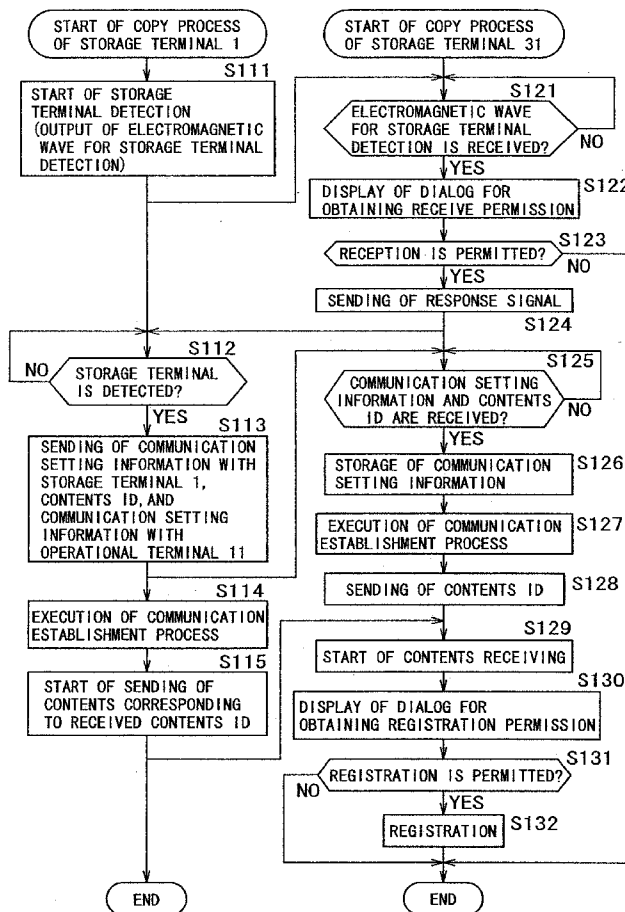 START OF COPY PROCESS
OF STORAGE TERMINAL 1
S111
START OF STORAGE
TERMINAL DETECTION
(OUTPUT OF ELECTROMAGNETIC
WAVE FOR STORAGE TERMINAL
DETECTION)
S112
NO
STORAGE TERMINAL
IS DETECTED?
YES
S113
SENDING OF COMMUNICATION
SETTING INFORMATION WITH
STORAGE TERMINAL 1,
CONTENTS ID, AND
COMMUNICATION SETTING
INFORMATION WITH
OPERATIONAL TERMINAL 11
S114
EXECUTION OF COMMUNICATION
ESTABLISHMENT PROCESS
S115
START OF SENDING OF
CONTENTS CORRESPONDING
TO RECEIVED CONTENTS ID
END
START OF COPY PROCESS
OF STORAGE TERMINAL 31
S121
ELECTROMAGNETIC WAVE
FOR STORAGE TERMINAL
DETECTION IS RECEIVED?
NO
YES
S122
DISPLAY OF DIALOG FOR
OBTAINING RECEIVE PERMISSION
S123
RECEPTION IS PERMITTED?
NO
YES
SENDING OF RESPONSE SIGNAL
S124
S125
COMMUNICATION SETTING
INFORMATION AND CONTENTS
ID ARE RECEIVED?
NO
YES
S126
STORAGE OF COMMUNICATION
SETTING INFORMATION
S127
EXECUTION OF COMMUNICATION
ESTABLISHMENT PROCESS
SENDING OF CONTENTS ID
S128
S129
START OF CONTENTS RECEIVING
S130
DISPLAY OF DIALOG FOR
OBTAINING REGISTRATION PERMISSION
S131
REGISTRATION IS PERMITTED?
NO
YES
REGISTRATION
S132
END